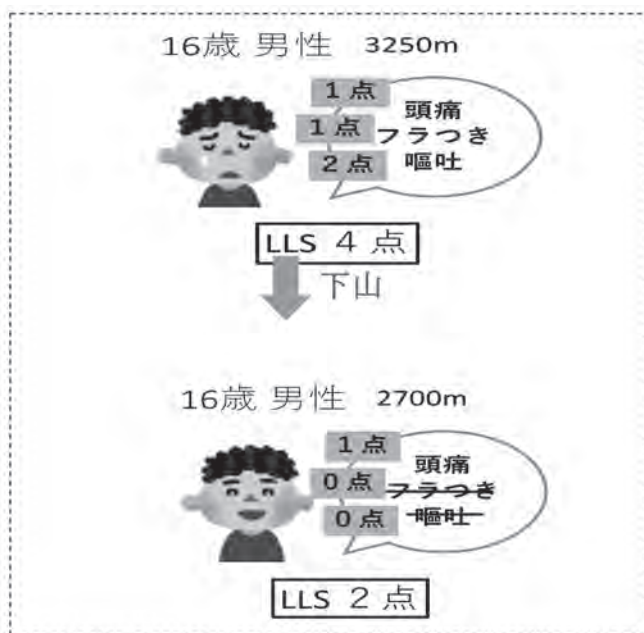 16歳 男性 3250m
1点 頭痛
1点 フラつき
2点 嘔吐
LLS 4点
下山
16歳 男性 2700m
1点 頭痛
0点 フラつき
0点 嘔吐
LLS 2点